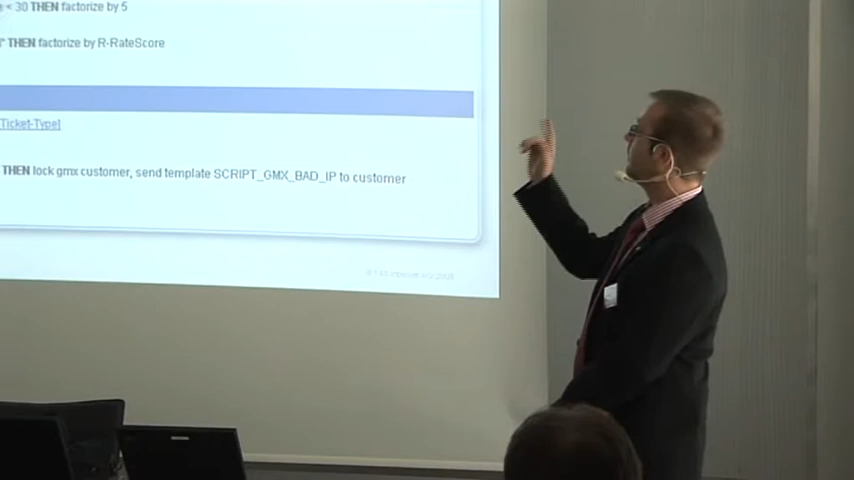 < 30 THEN factorize by 5
THEN factorize by R-RateScore
Ticket-Type]
THEN lock gmx customer, send template SCRIPT_GMX_BAD_IP to customer